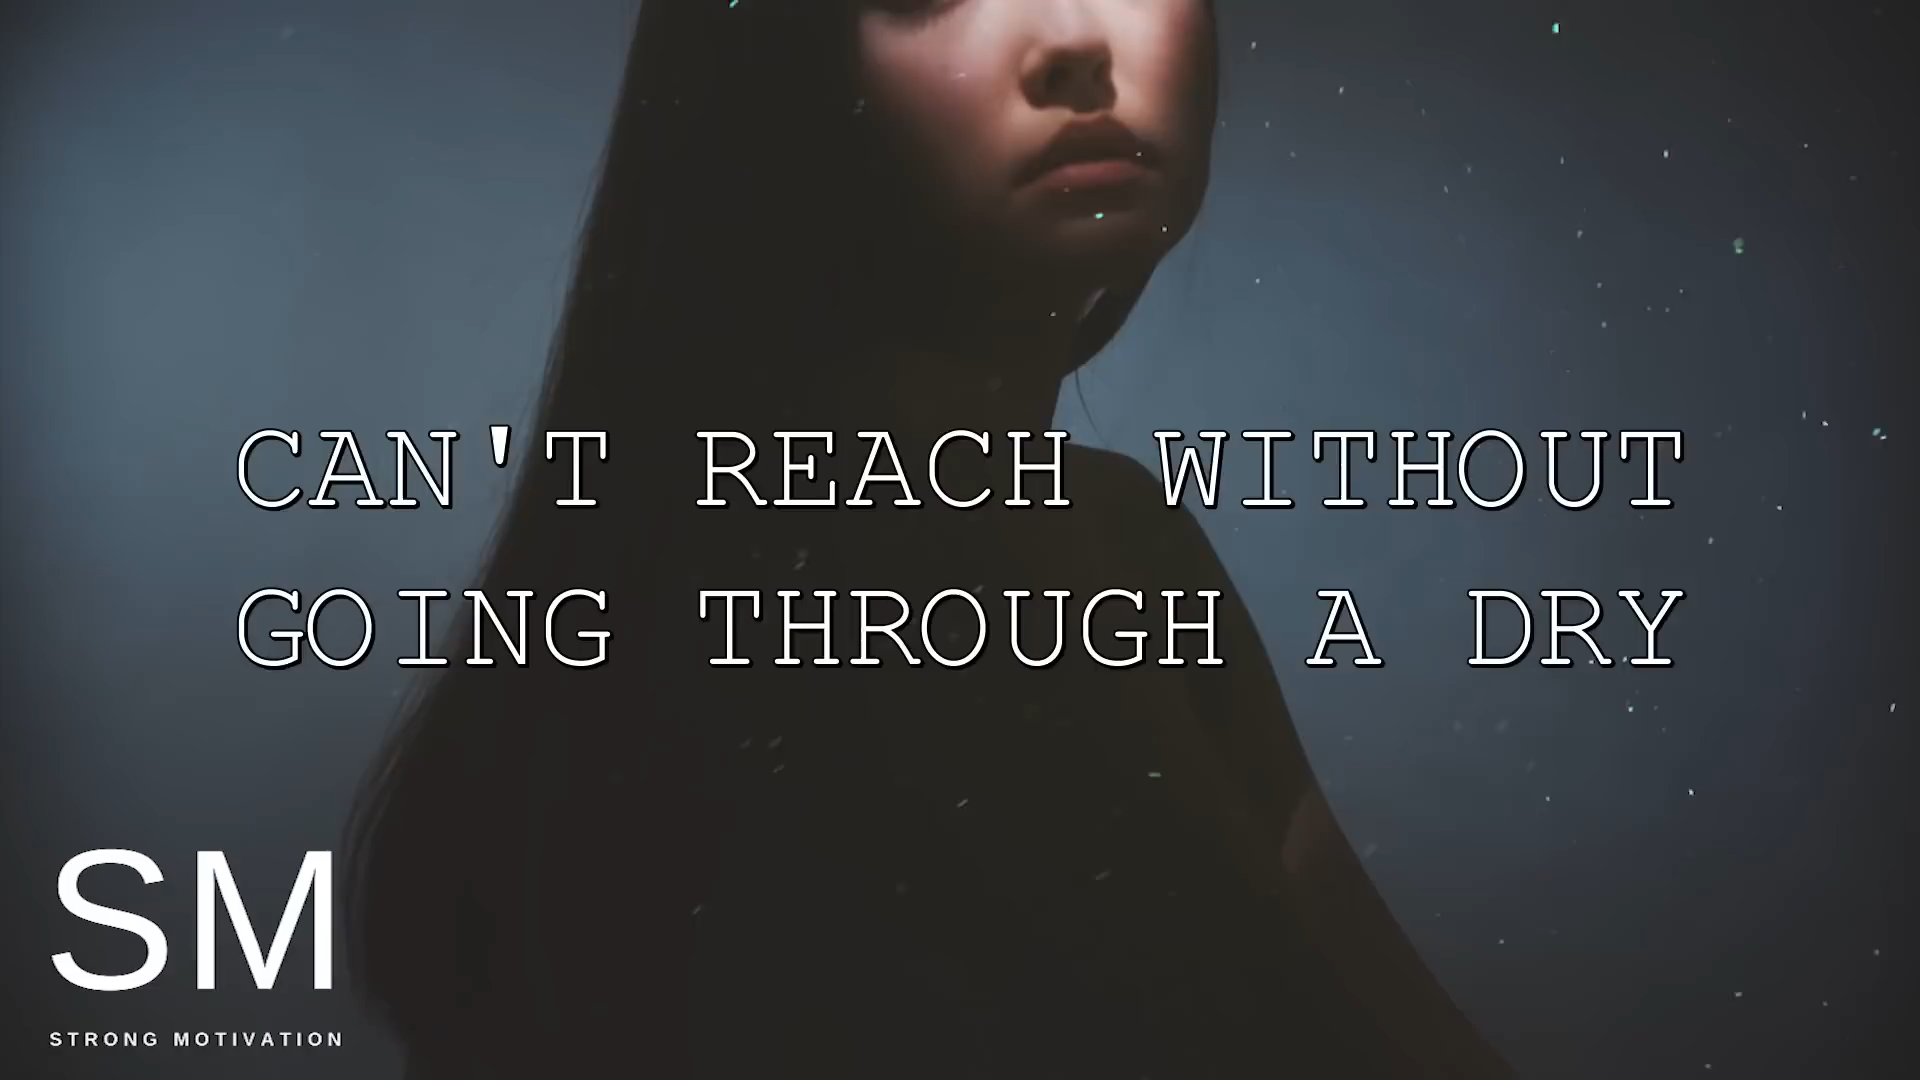 CAN'T REACH WITHOUT
GOING THROUGH A DRY
SM
STRONG MOTIVATION